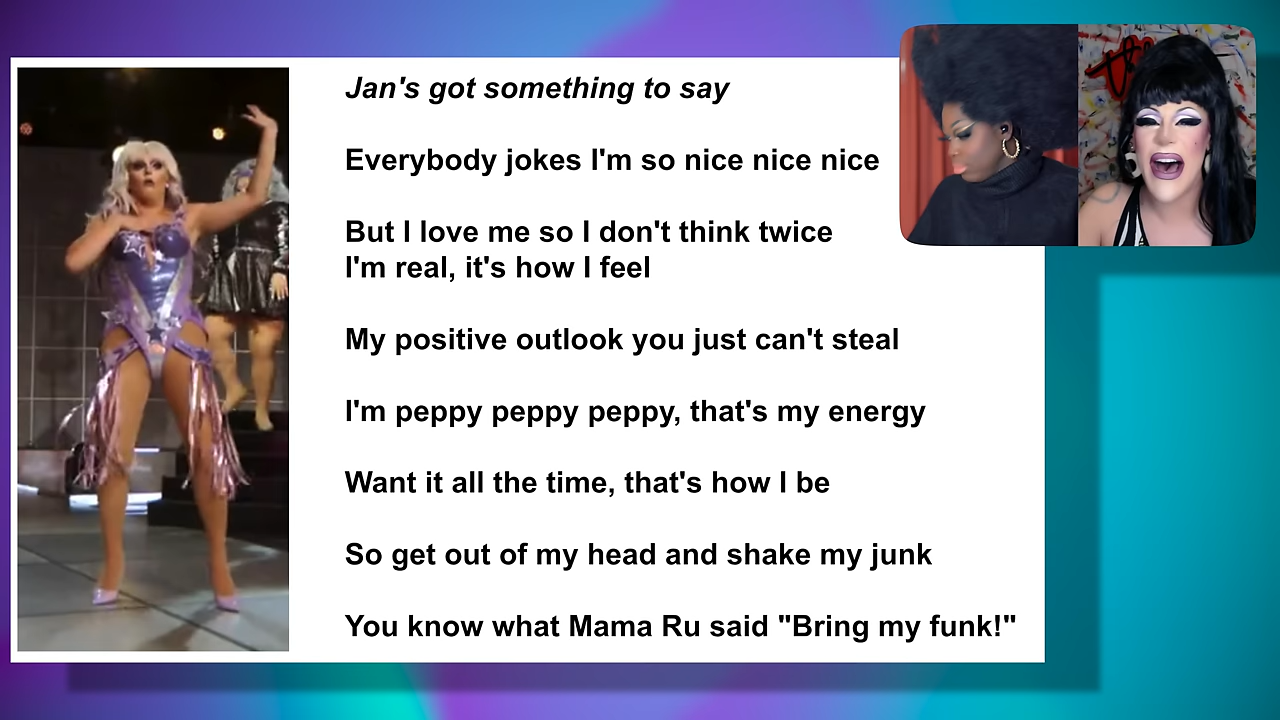 Jan's got something to say
Everybody jokes I'm so nice nice nice
But I love me so I don't think twice
I'm real, it's how I feel
My positive outlook you just can't steal
I'm peppy peppy peppy, that's my energy
Want it all the time, that's how I be
So get out of my head and shake my junk
You know what Mama Ru said "Bring my funk!"